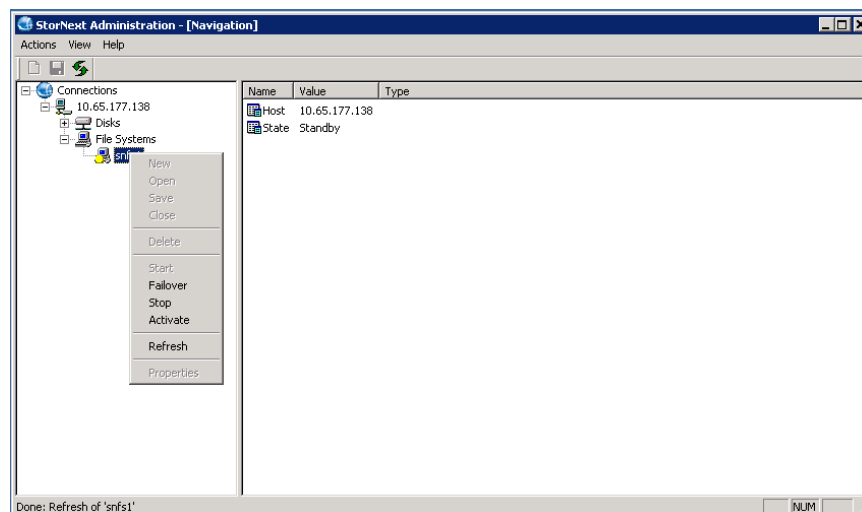 StorNext Administration - [Navigation]
Actions View Help
Connections
10.65.177.138
Disks
File Systems
New
Open
Save
Close
Delete
Start
Failover
Stop
Activate
Refresh
Properties
Name Value Type
Host 10.65.177.138
State Standby
Done: Refresh of 'snfs1'
NUM